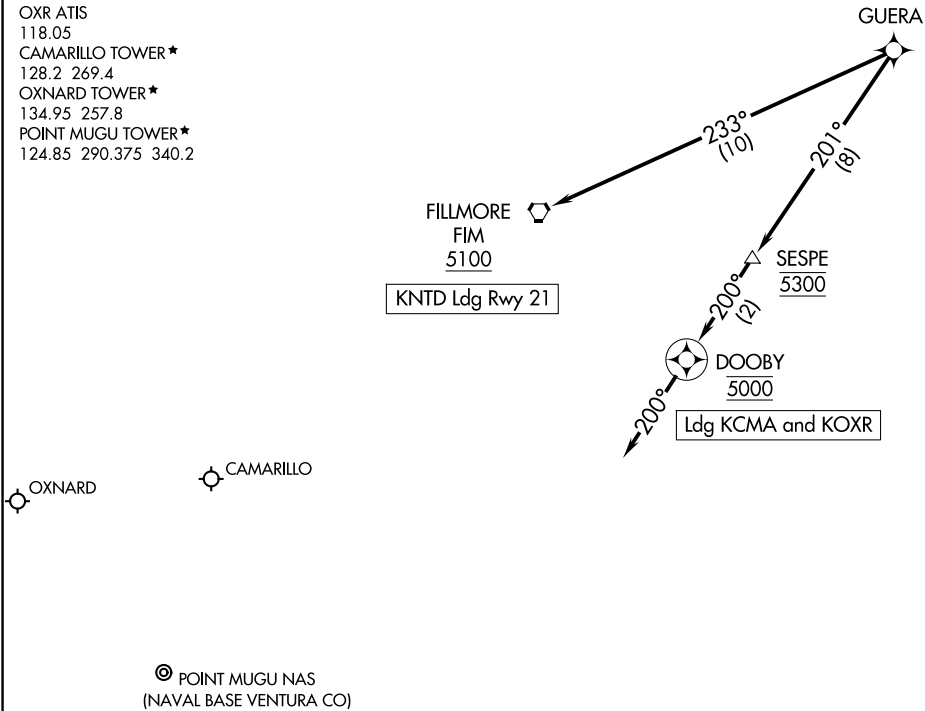 OXR ATIS
118.05
CAMARILLO TOWER★
128.2 269.4
OXNARD TOWER★
134.95 257.8
POINT MUGU TOWER★
124.85 290.375 340.2
GUERA
233°
(10)
201°
(8)
FILLMORE
FIM
5100
KNTD Ldg Rwy 21
SESPE
5300
200°
(2)
DOOBY
5000
200°
Ldg KCMA and KOXR
CAMARILLO
OXNARD
POINT MUGU NAS
(NAVAL BASE VENTURA CO)